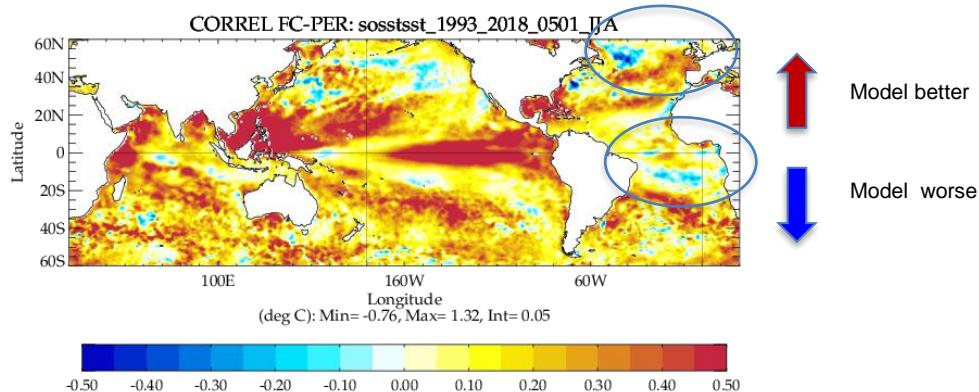 CORREL FC-PER: sosstsst_1993_2018_0501_JJA
60N
40N
20N
0
20S
40S
60S
Latitude
100E 160W 60W
Longitude
(deg C): Min= -0.76, Max= 1.32, Int= 0.05
-0.50 -0.40 -0.30 -0.20 -0.10 0.00 0.10 0.20 0.30 0.40 0.50
Model better
Model worse